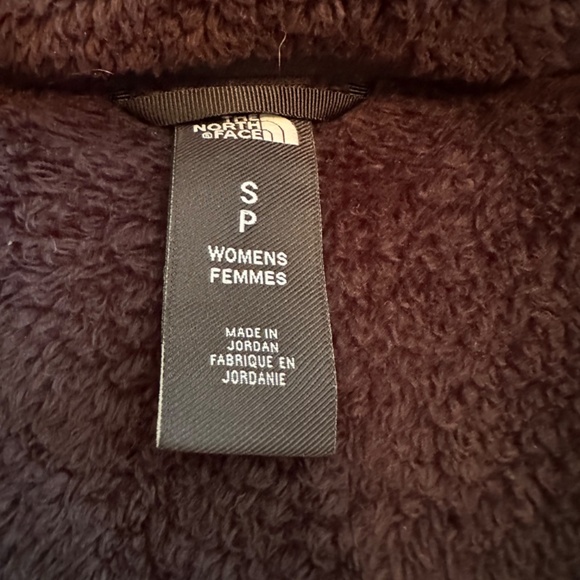 THE
NORTH
FACE
S
P
WOMENS
FEMMES
MADE IN
JORDAN
FABRIQUE EN
JORDANIE